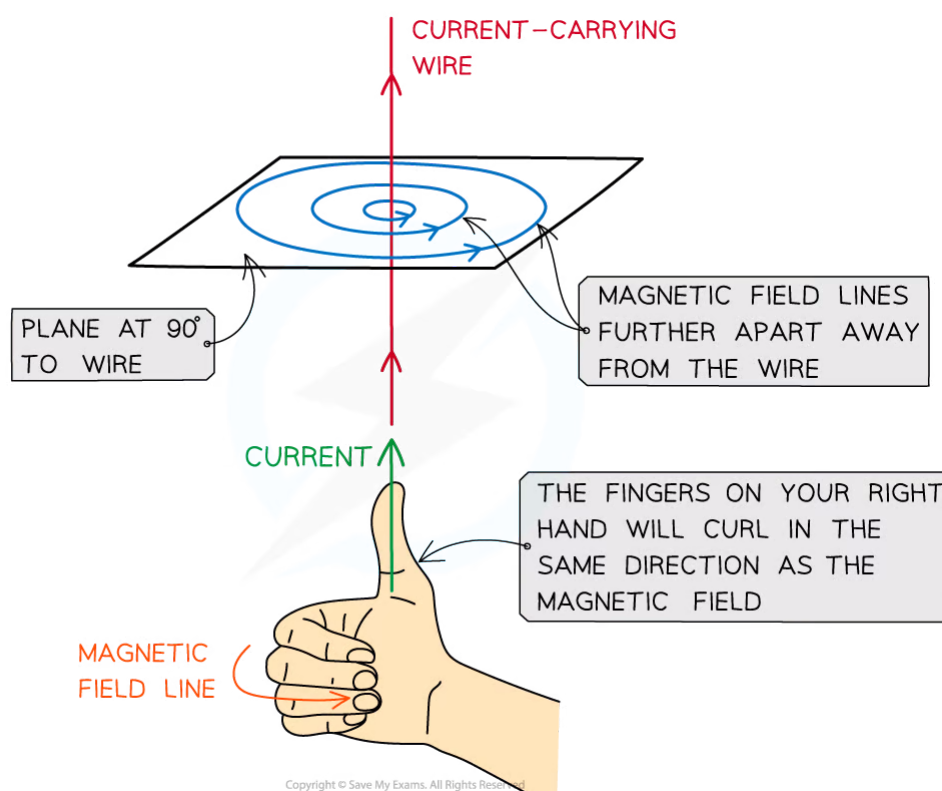 CURRENT-CARRYING
WIRE
PLANE AT 90°
TO WIRE
MAGNETIC FIELD LINES
FURTHER APART AWAY
FROM THE WIRE
CURRENT
THE FINGERS ON YOUR RIGHT
HAND WILL CURL IN THE
SAME DIRECTION AS THE
MAGNETIC FIELD
MAGNETIC
FIELD LINE
Copyright © Save My Exams. All Rights Reserved